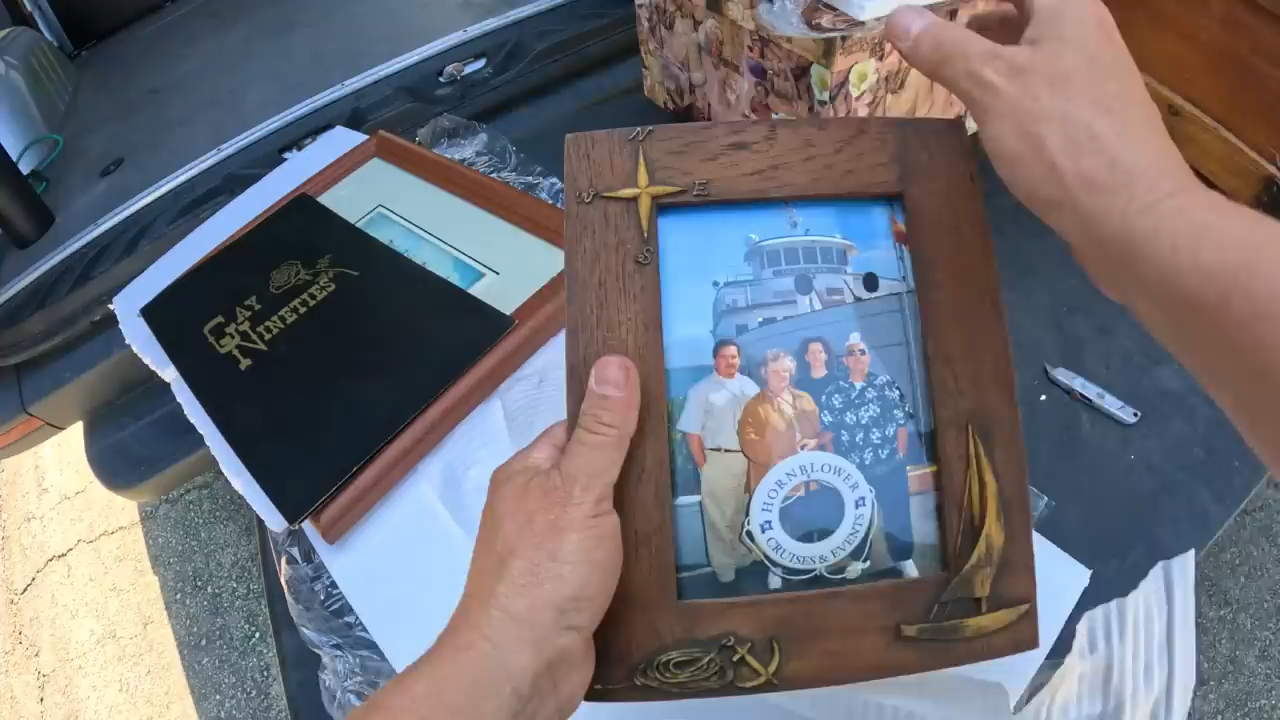 GAY
NINETIES
N
W E
S
HORNBLOWER
CRUISES & EVENTS